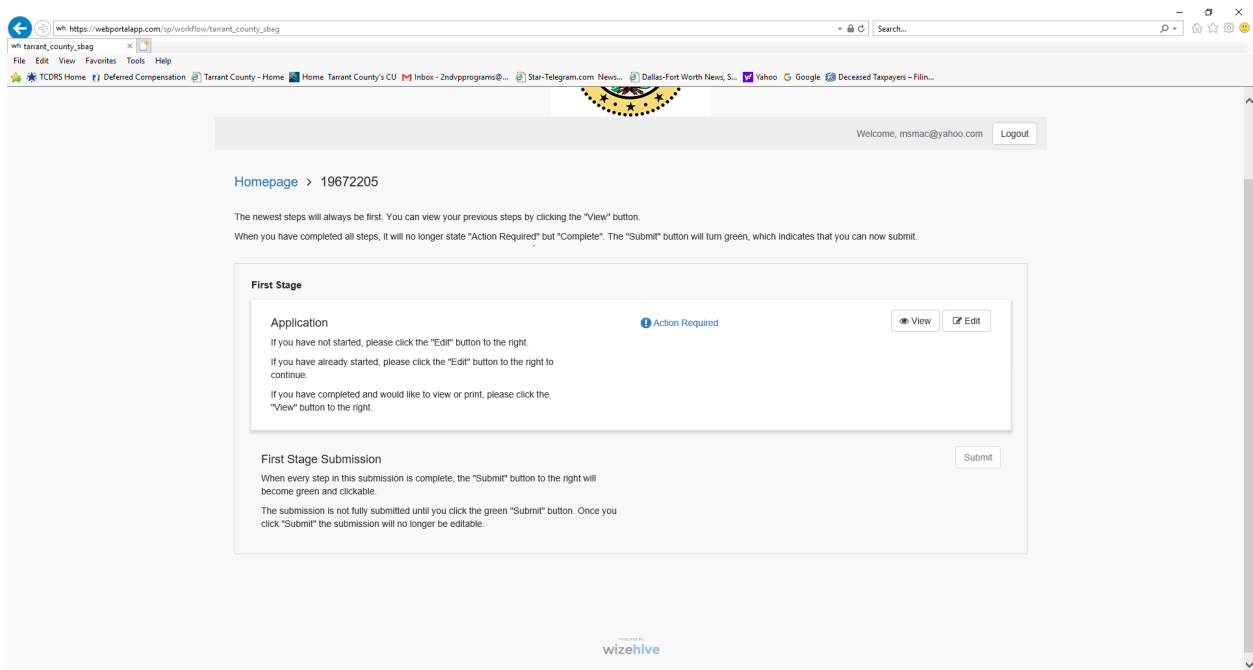 wh https://webportalapp.com/sp/workflow/tarrant_county_sbag
Search...
wh tarrant_county_sbag
File Edit View Favorites Tools Help
TCDRS Home Deferred Compensation Tarrant County - Home Home Tarrant County's CU Inbox - 2ndvpprograms@... Star-Telegram.com News... Dallas-Fort Worth News, S... Yahoo Google Deceased Taxpayers – Filin...
Welcome, msmac@yahoo.com Logout
Homepage > 19672205
The newest steps will always be first. You can view your previous steps by clicking the "View" button.
When you have completed all steps, it will no longer state "Action Required" but "Complete". The "Submit" button will turn green, which indicates that you can now submit.
First Stage
Application
Action Required
View Edit
If you have not started, please click the "Edit" button to the right.
If you have already started, please click the "Edit" button to the right to
continue.
If you have completed and would like to view or print, please click the
"View" button to the right.
First Stage Submission
Submit
When every step in this submission is complete, the "Submit" button to the right will
become green and clickable.
The submission is not fully submitted until you click the green "Submit" button. Once you
click "Submit" the submission will no longer be editable.
POWERED BY
wizehive